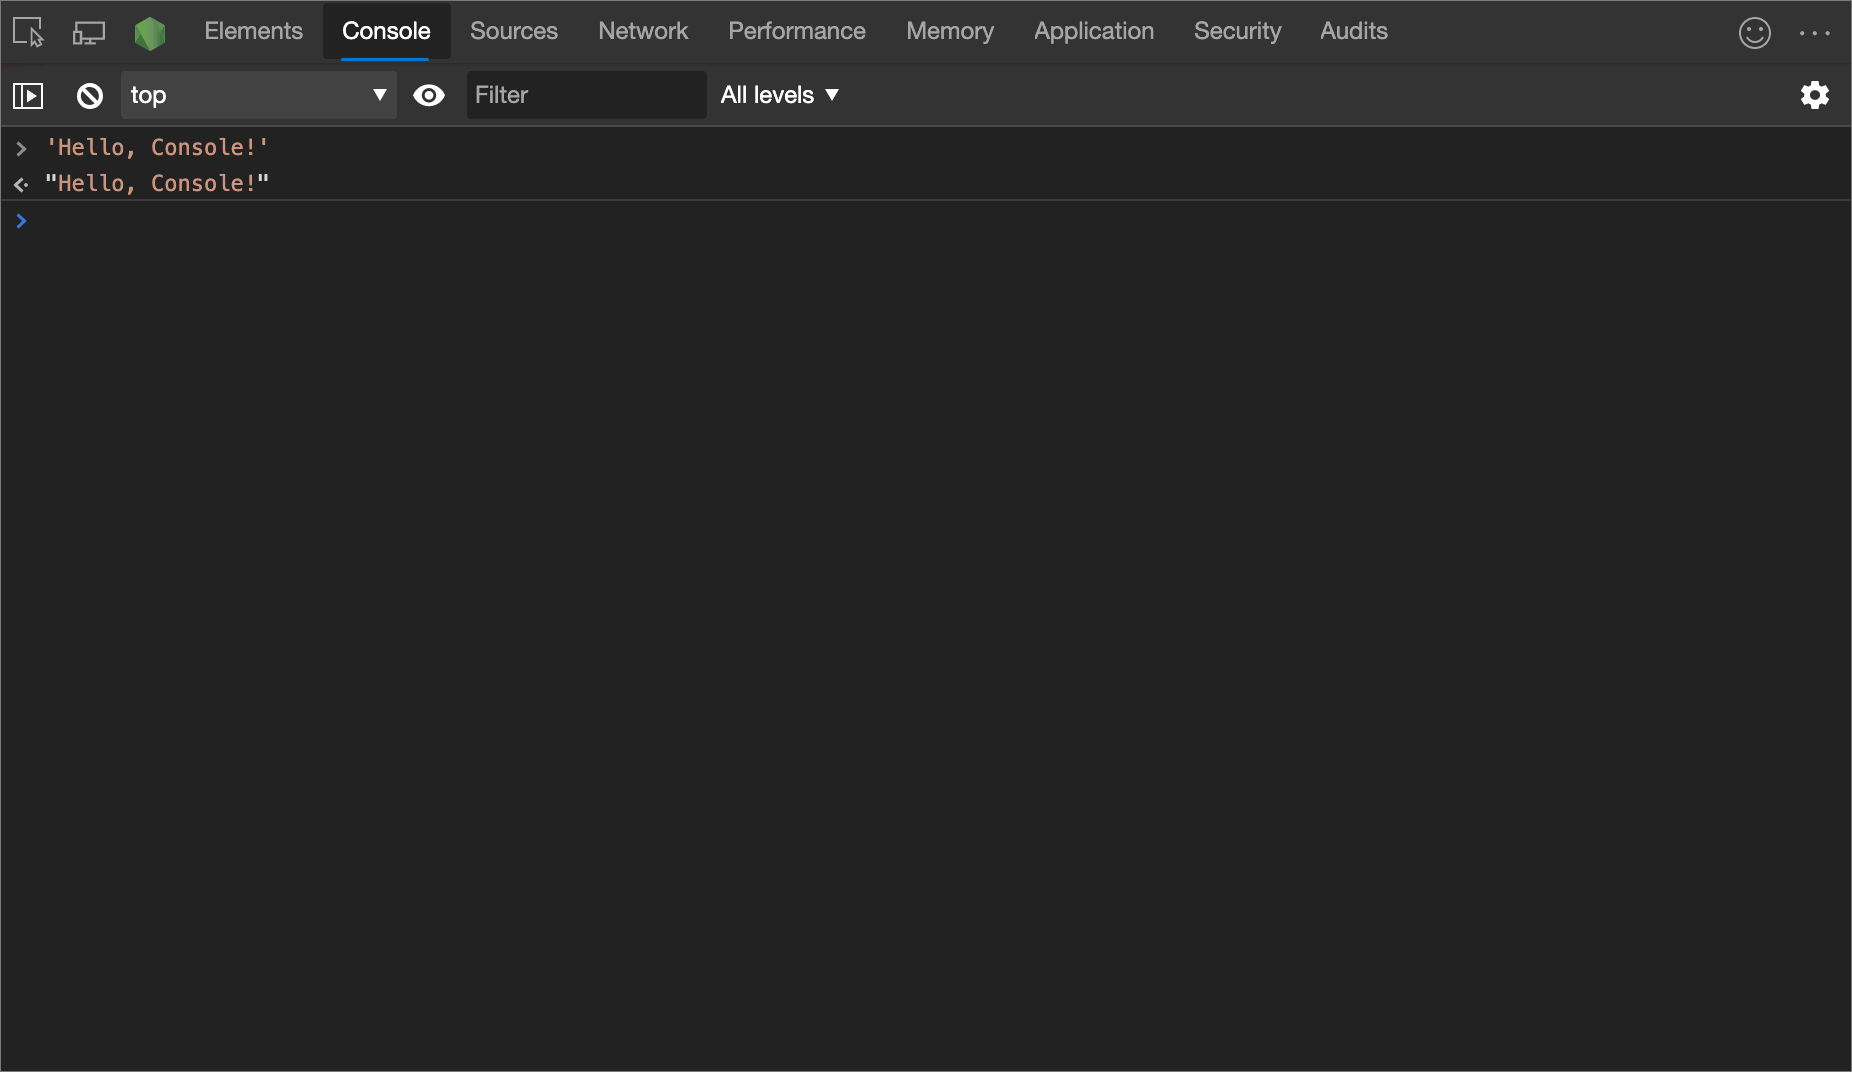 Elements Console Sources Network Performance Memory Application Security Audits
top Filter All levels
'Hello, Console!'
"Hello, Console!"